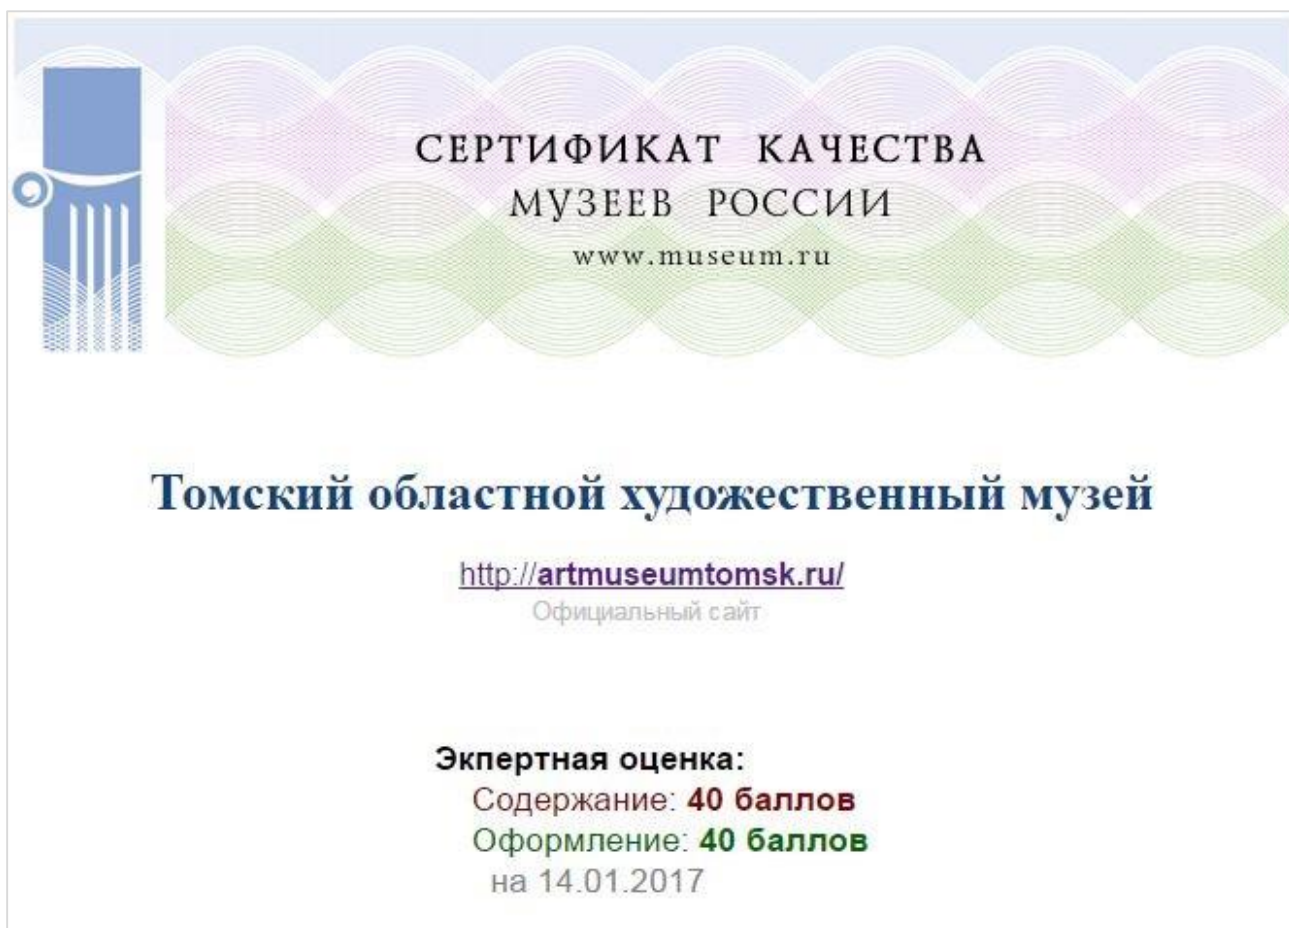 СЕРТИФИКАТ КАЧЕСТВА
МУЗЕЕВ РОССИИ
www.museum.ru
Томский областной художественный музей
http://artmuseumtomsk.ru/
Официальный сайт
Экпертная оценка:
Содержание: 40 баллов
Оформление: 40 баллов
на 14.01.2017